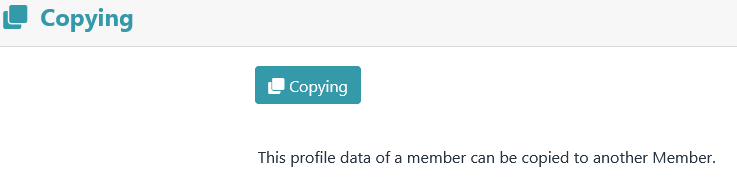 Copying
Copying
This profile data of a member can be copied to another Member.